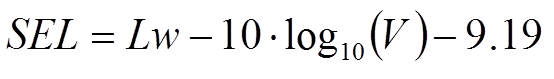 SEL = Lw − 10 · log₁₀(V) − 9.19